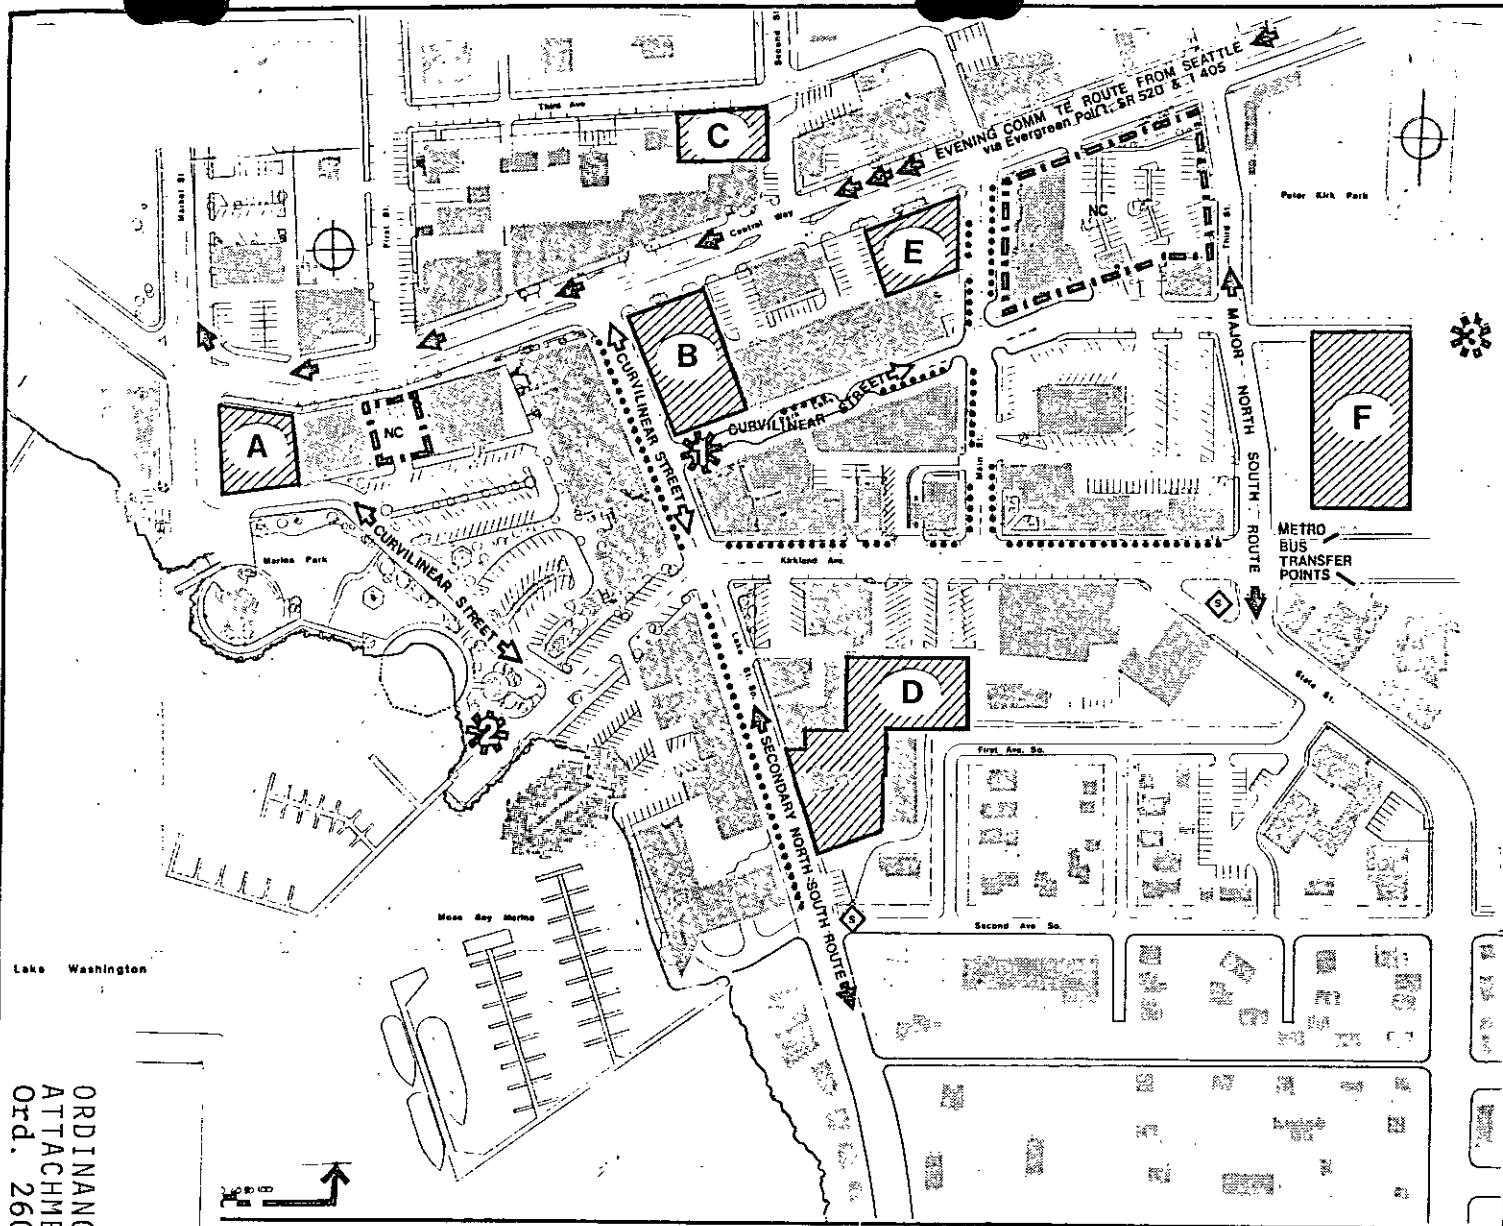 Second St
Third Ave
C
EVENING COMM TE ROUTE FROM SEATTLE
via Evergreen Point, SR 520 & I 405
Market St
First St.
Central Way
E
NC
Third St.
Peter Kirk Park
B
MAJOR NORTH SOUTH ROUTE
A
NC
CURVILINEAR STREET
CURVILINEAR STREET
Main St
F
CURVILINEAR STREET
Marina Park
Kirkland Ave
METRO
BUS
TRANSFER
POINTS
S
Lake St. So.
D
State St.
2
SECONDARY NORTH SOUTH ROUTE
First Ave. So.
Moss Bay Marina
S
Second Ave So.
Lake Washington
ORDINANC
ATTACHME
Ord. 260